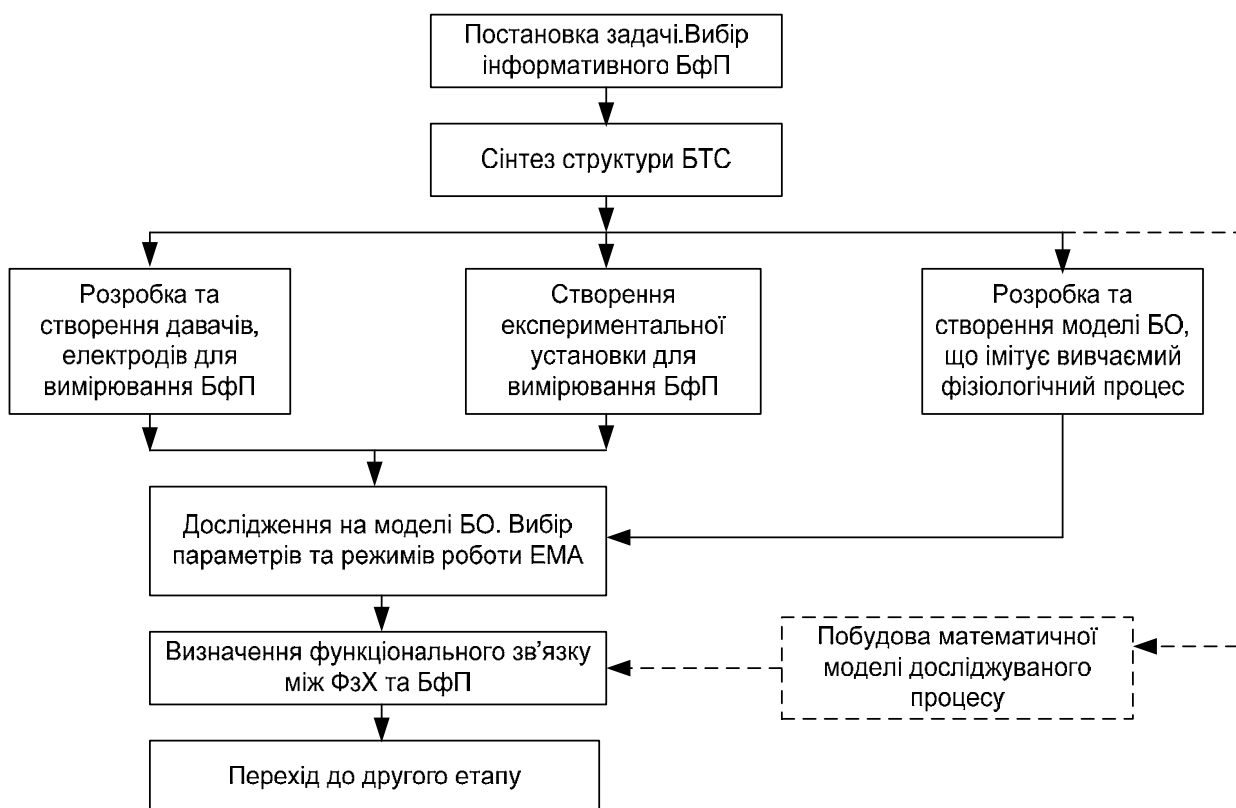 Постановка задачі.Вибір
інформативного БфП
Сінтез структури БТС
Розробка та
створення давачів,
електродів для
вимірювання БфП
Створення
експериментальної
установки для
вимірювання БфП
Розробка та
створення моделі БО,
що імітує вивчаємий
фізіологічний процес
Дослідження на моделі БО. Вибір
параметрів та режимів роботи ЕМА
Визначення функціонального зв’язку
між ФзХ та БфП
Побудова математичної
моделі досліджуваного
процесу
Перехід до другого етапу